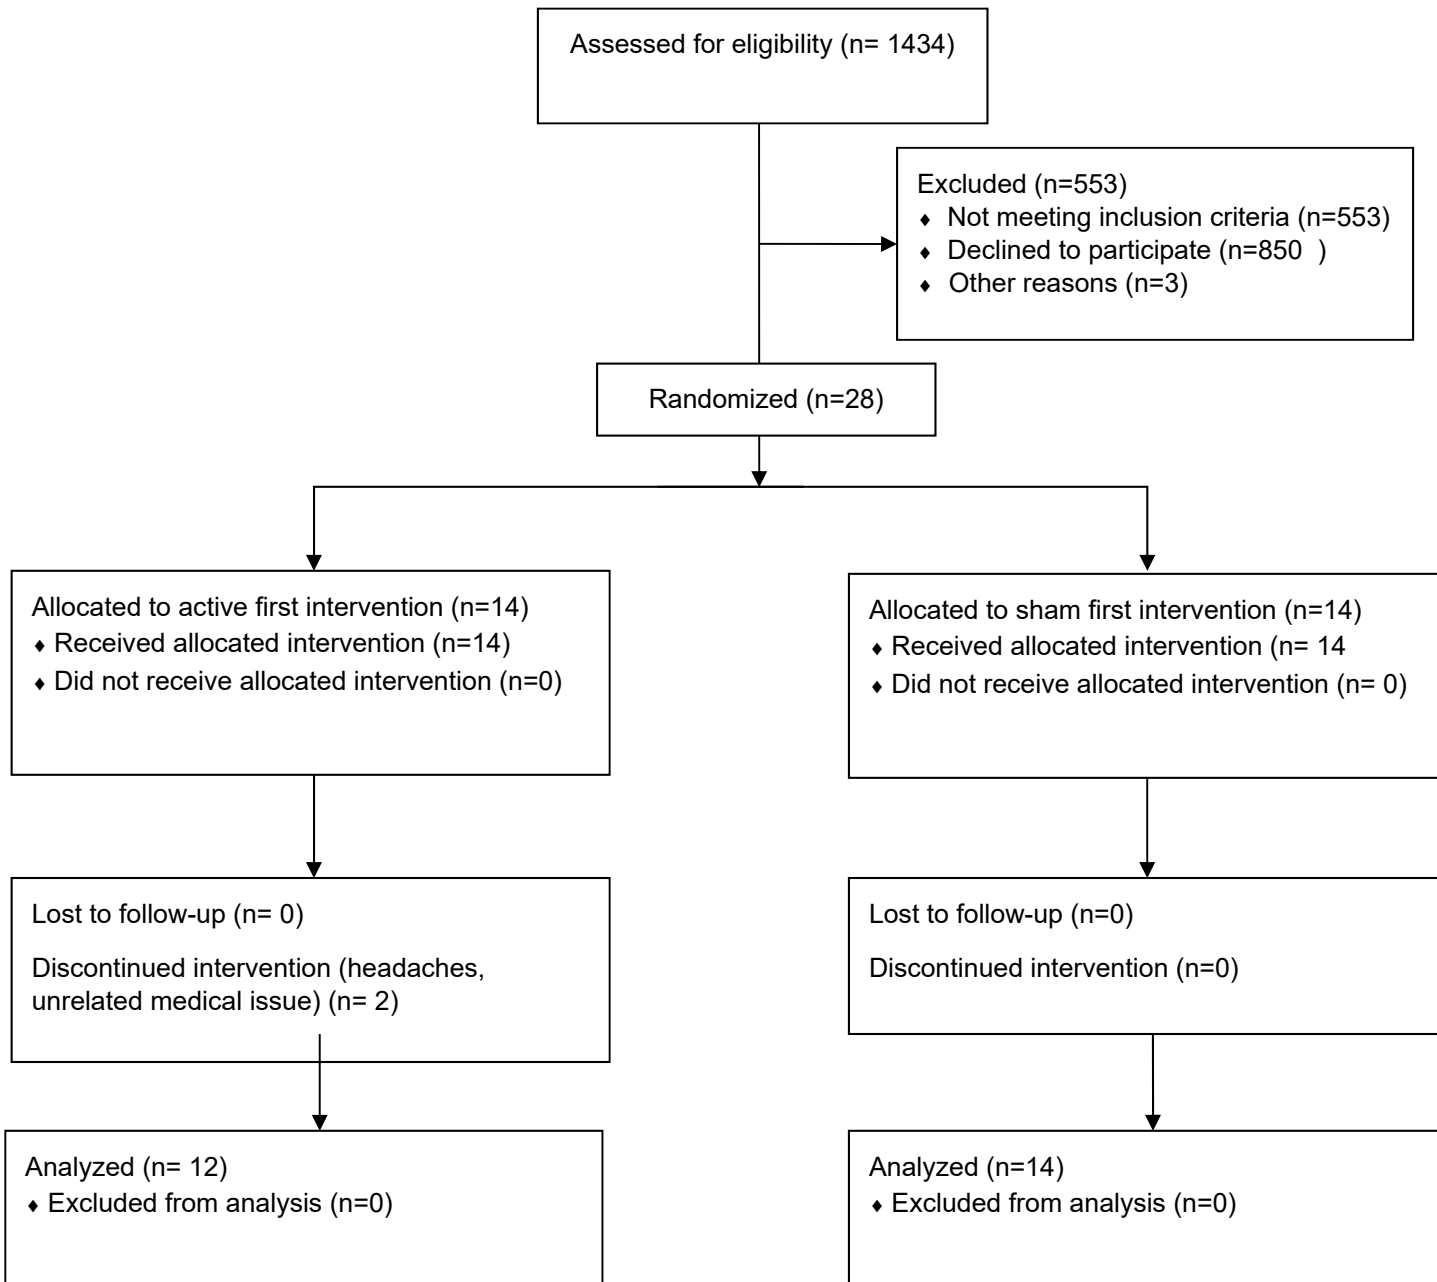 Assessed for eligibility (n= 1434)
Excluded (n=553)
♦ Not meeting inclusion criteria (n=553)
♦ Declined to participate (n=850  )
♦ Other reasons (n=3)
Randomized (n=28)
Allocated to active first intervention (n=14)
♦ Received allocated intervention (n=14)
♦ Did not receive allocated intervention (n=0)
Allocated to sham first intervention (n=14)
♦ Received allocated intervention (n= 14
♦ Did not receive allocated intervention (n= 0)
Lost to follow-up (n= 0)
Discontinued intervention (headaches,
unrelated medical issue) (n= 2)
Lost to follow-up (n=0)
Discontinued intervention (n=0)
Analyzed (n= 12)
♦ Excluded from analysis (n=0)
Analyzed (n=14)
♦ Excluded from analysis (n=0)